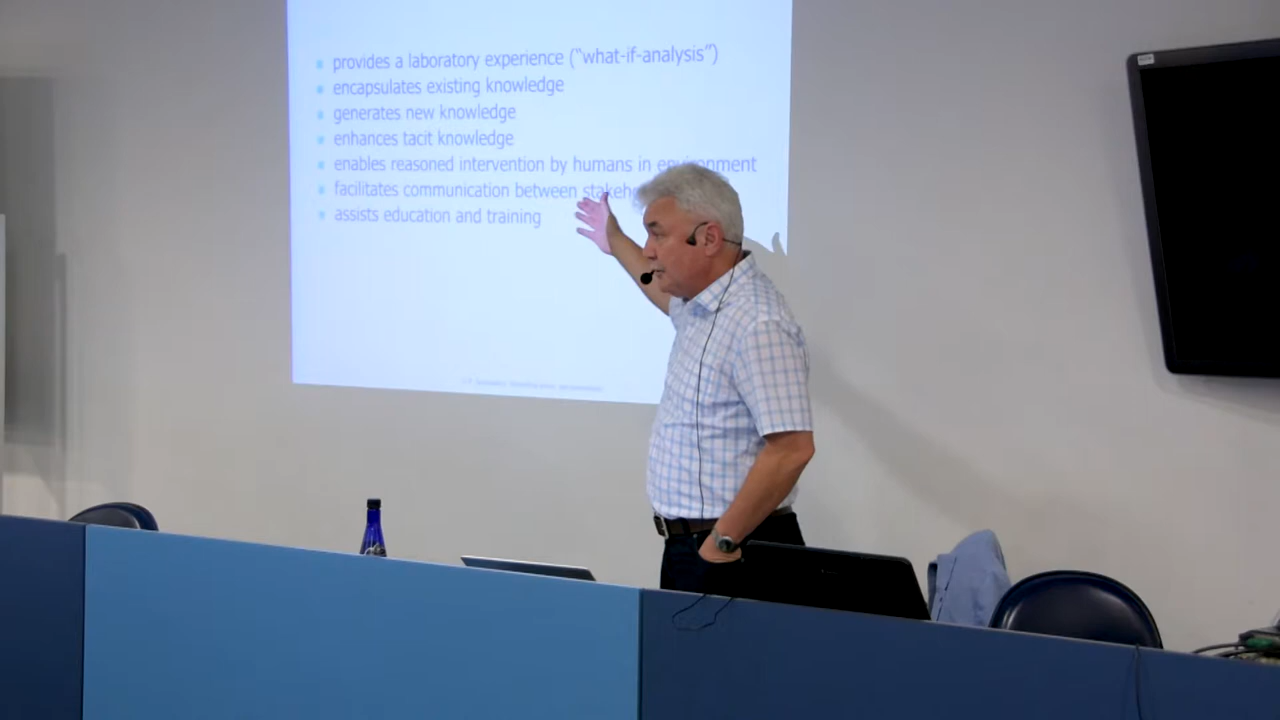 provides a laboratory experience (“what-if-analysis”)
encapsulates existing knowledge
generates new knowledge
enhances tacit knowledge
enables reasoned intervention by humans in environment
facilitates communication between
assists education and training